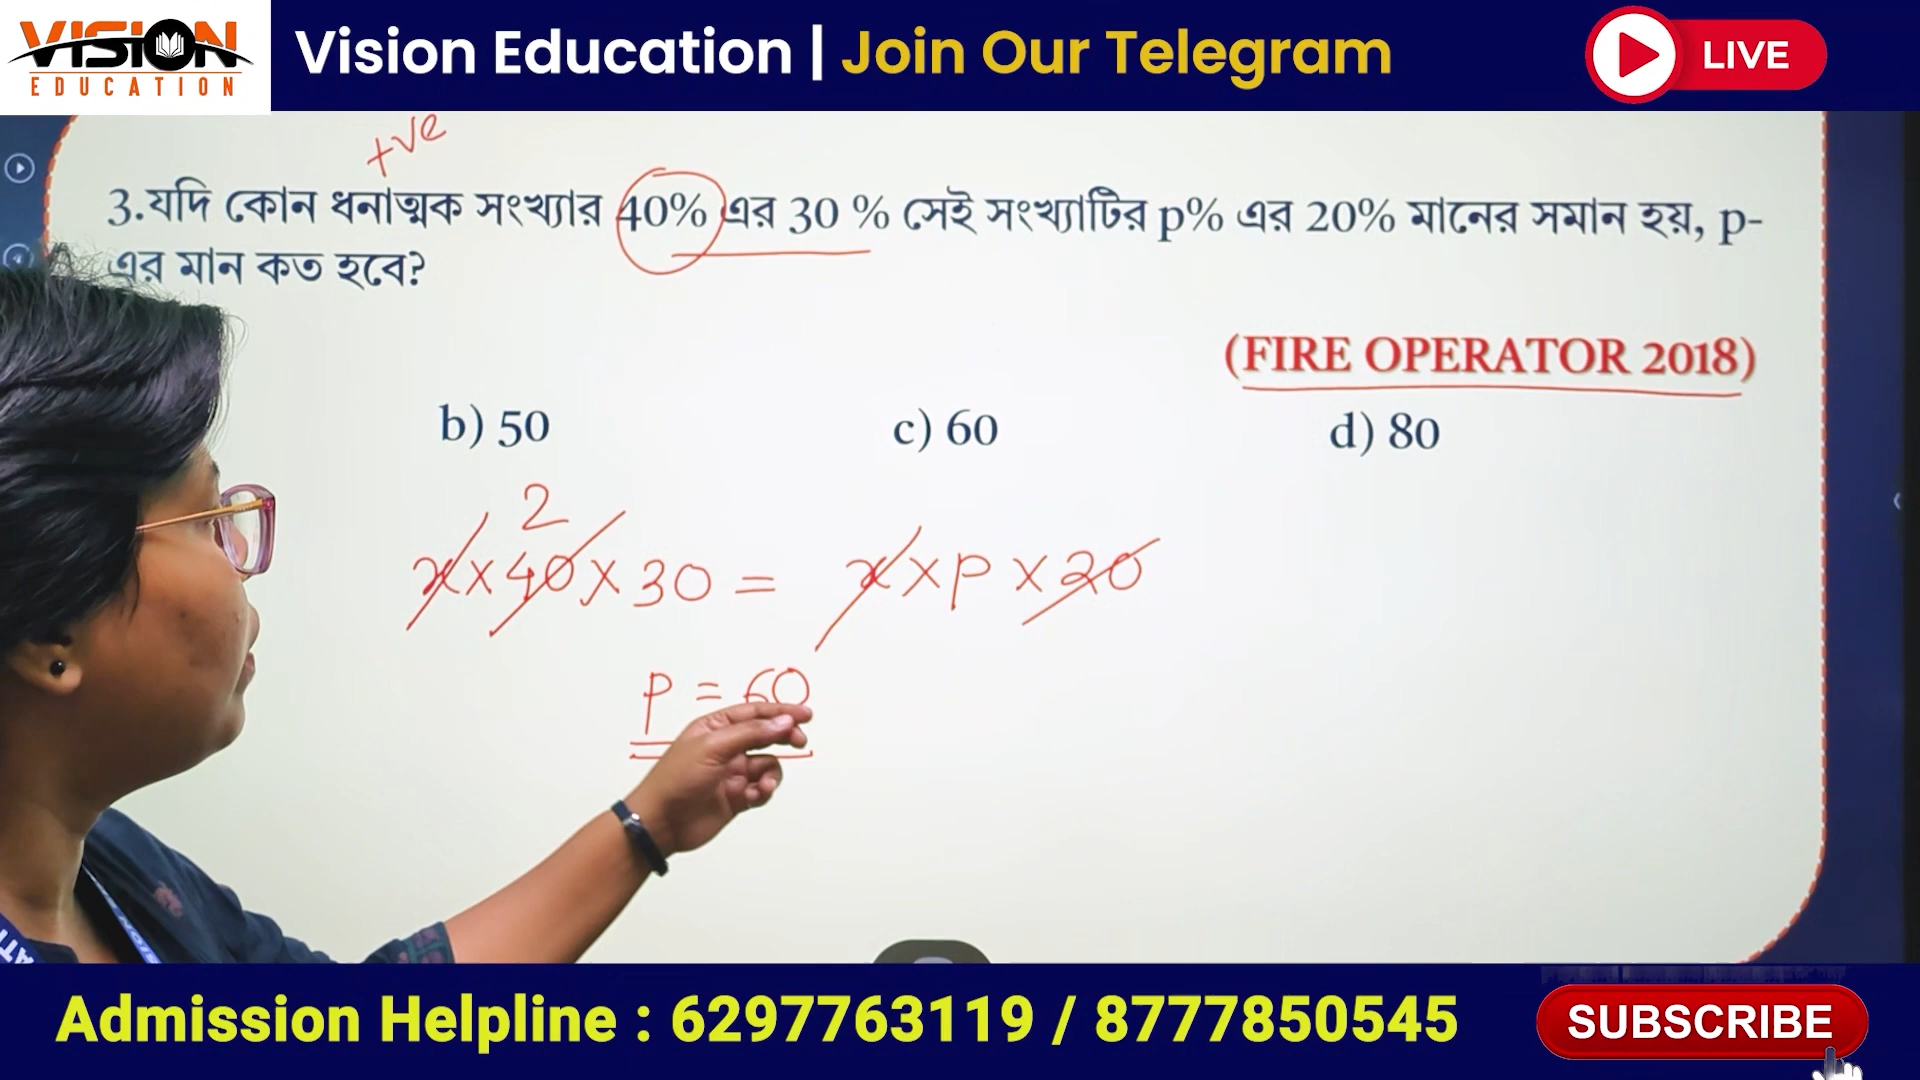 VISION
EDUCATION
Vision Education | Join Our Telegram
LIVE
+ve
3.যদি কোন ধনাত্মক সংখ্যার 40% এর 30 % সেই সংখ্যাটির p% এর 20% মানের সমান হয়, p-
এর মান কত হবে?
(FIRE OPERATOR 2018)
b) 50
c) 60
d) 80
2
x x 40 x 30 = x x p x 20
p = 60
Admission Helpline : 6297763119 / 8777850545
SUBSCRIBE